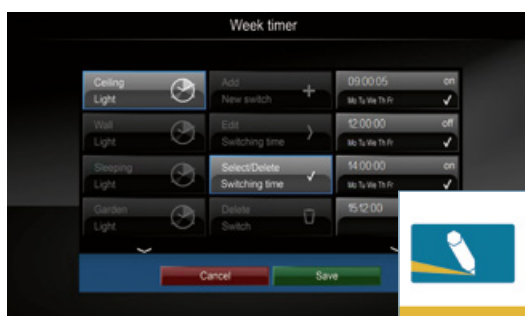 Week timer
Ceiling
Light
Wall
Light
Sleeping
Light
Garden
Light
Add
New switch
Edit
Switching time
Select/Delete
Switching time
Delete
Switch
09:00:05 on
Mo Tu We Th Fr
12:00:00 off
Mo Tu We Th Fr
14:00:00 on
Mo Tu We Th Fr
15:12:00
Cancel
Save